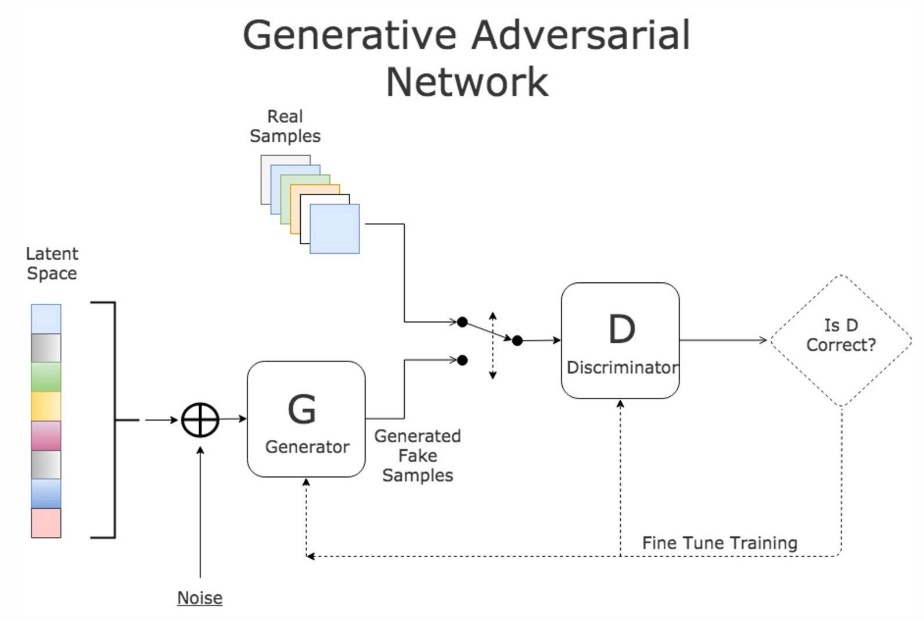 Generative Adversarial
Network
Real
Samples
Latent
Space
D
Discriminator
Is D
Correct?
G
Generator
Generated
Fake
Samples
Fine Tune Training
Noise